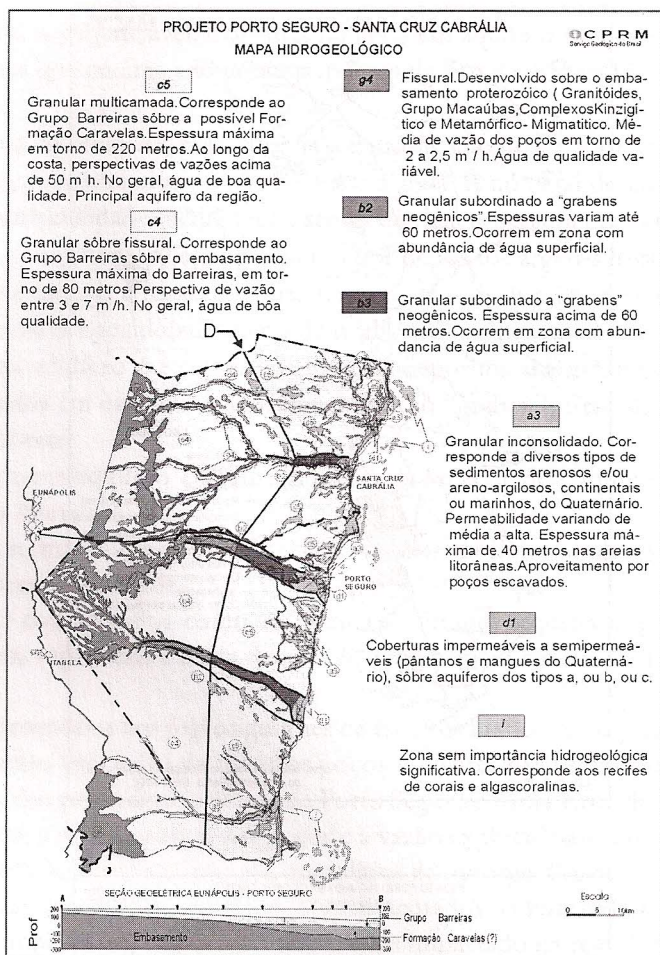 PROJETO PORTO SEGURO - SANTA CRUZ CABRÁLIA
MAPA HIDROGEOLÓGICO
CPRM
Serviço Geológico do Brasil
c5
Granular multicamada.Corresponde ao
Grupo Barreiras sôbre a possível For-
mação Caravelas.Espessura máxima
em torno de 220 metros.Ao longo da
costa, perspectivas de vazões acima
de 50 m³ h. No geral, água de boa qua-
lidade. Principal aquífero da região.
c4
Granular sôbre fissural. Corresponde ao
Grupo Barreiras sôbre o embasamento.
Espessura máxima do Barreiras, em tor-
no de 80 metros.Perspectiva de vazão
entre 3 e 7 m³/h. No geral, água de bôa
qualidade.
g4
Fissural.Desenvolvido sobre o emba-
samento proterozóico ( Granitóides,
Grupo Macaúbas,ComplexosKinzigí-
tico e Metamórfico- Migmatitico. Mé-
dia de vazão dos poços em torno de
2 a 2,5 m³ / h.Água de qualidade va-
riável.
b2
Granular subordinado a "grabens
neogênicos".Espessuras variam até
60 metros.Ocorrem em zona com
abundância de água superficial.
b3
Granular subordinado a "grabens"
neogênicos. Espessura acima de 60
metros.Ocorrem em zona com abun-
dancia de água superficial.
a3
Granular inconsolidado. Cor-
responde a diversos tipos de
sedimentos arenosos e/ou
areno-argilosos, continentais
ou marinhos, do Quaternário.
Permeabilidade variando de
média a alta. Espessura má-
xima de 40 metros nas areias
litorâneas.Aproveitamento por
poços escavados.
d1
Coberturas impermeáveis a semipermeá-
veis (pântanos e mangues do Quaterná-
rio), sôbre aquíferos dos tipos a, ou b, ou c.
i
Zona sem importância hidrogeológica
significativa. Corresponde aos recifes
de corais e algascoralinas.
D
EUNÁPOLIS
SANTA CRUZ
CABRÁLIA
PORTO
SEGURO
ITABELA
SEÇÃO GEOELÉTRICA EUNÁPOLIS - PORTO SEGURO
A
B
Prof
Embasamento
Grupo Barreiras
Formação Caravelas (?)
Escala
0 5 10km